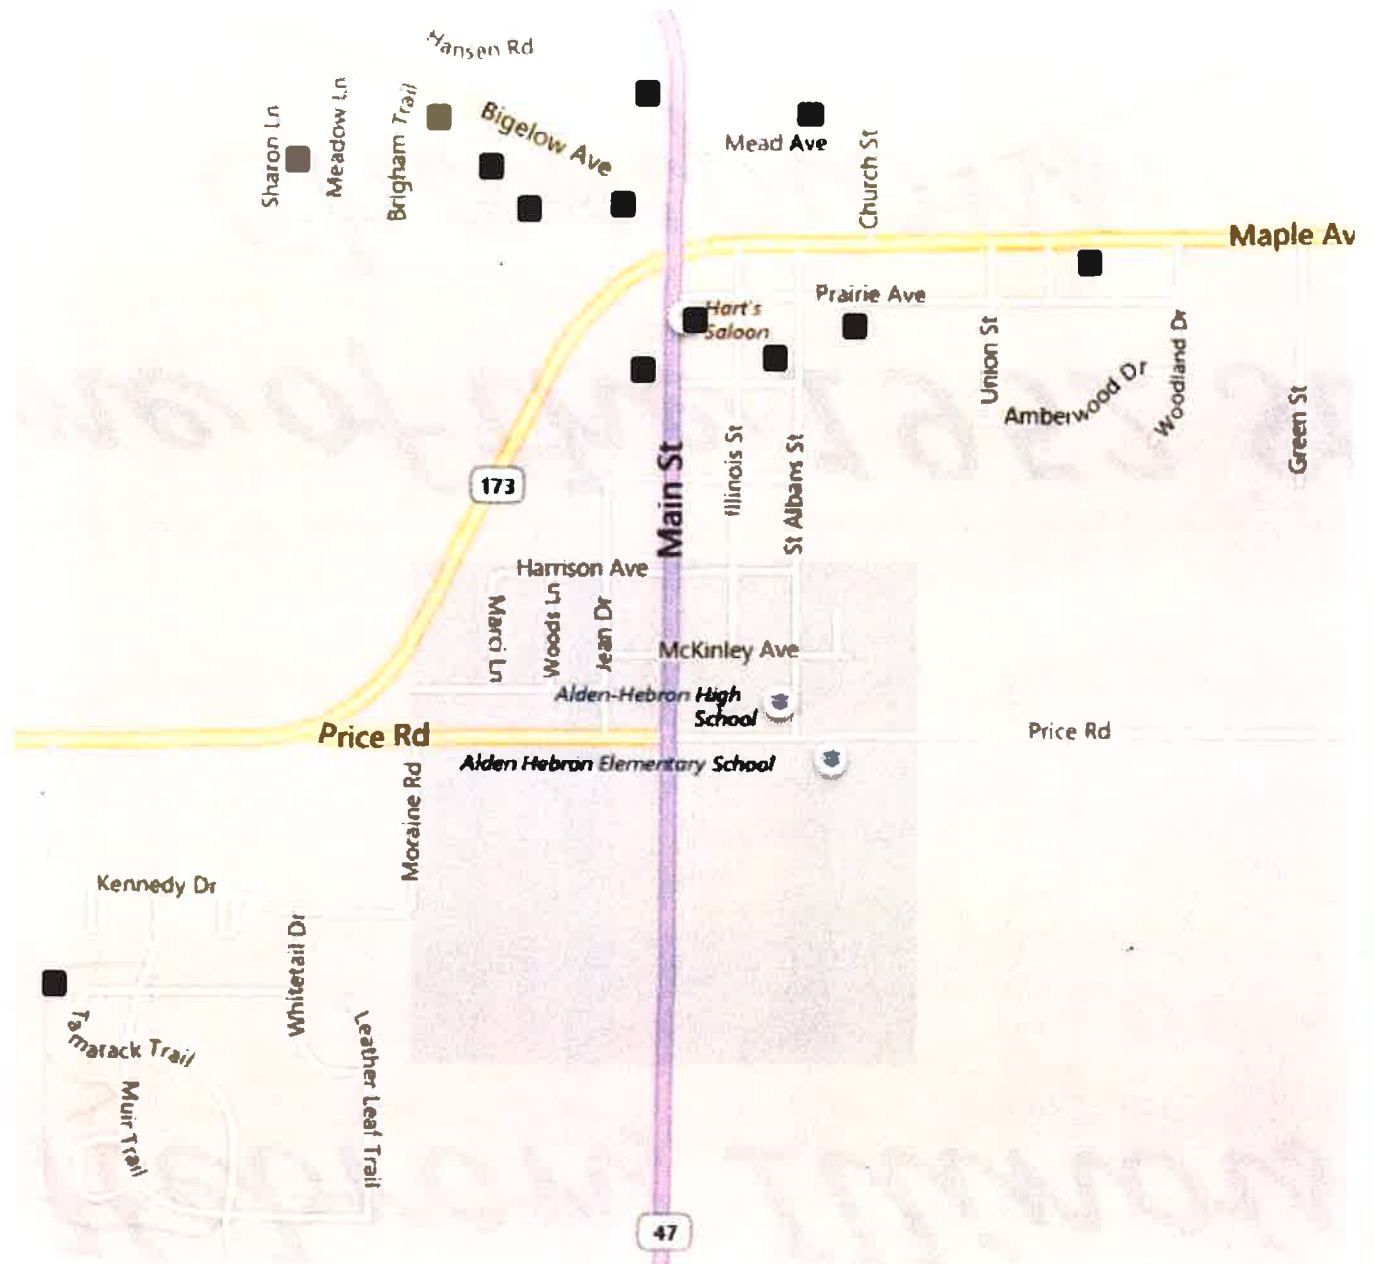 Hansen Rd
Sharon Ln
Meadow Ln
Brigham Trail
Bigelow Ave
Mead Ave
Church St
Maple Av
Hart's
Saloon
Prairie Ave
Union St
Amberwood Dr
Woodland Dr
Green St
173
Main St
Illinois St
St Albans St
Harrison Ave
Marci Ln
Woods Ln
Jean Dr
McKinley Ave
Alden-Hebron High
School
Price Rd
Price Rd
Alden Hebron Elementary School
Moraine Rd
Kennedy Dr
Whitetail Dr
Tamarack Trail
Muir Trail
Leather Leaf Trail
47